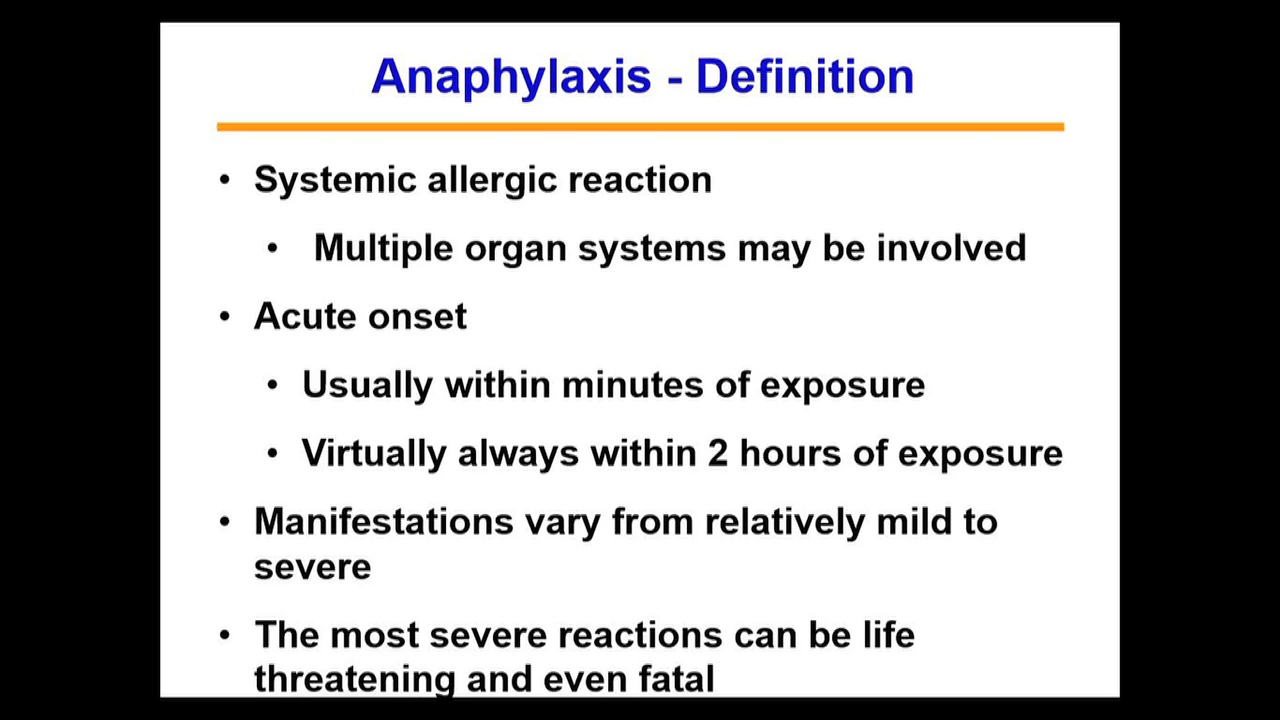 Anaphylaxis - Definition
• Systemic allergic reaction
• Multiple organ systems may be involved
• Acute onset
• Usually within minutes of exposure
• Virtually always within 2 hours of exposure
• Manifestations vary from relatively mild to
severe
• The most severe reactions can be life
threatening and even fatal